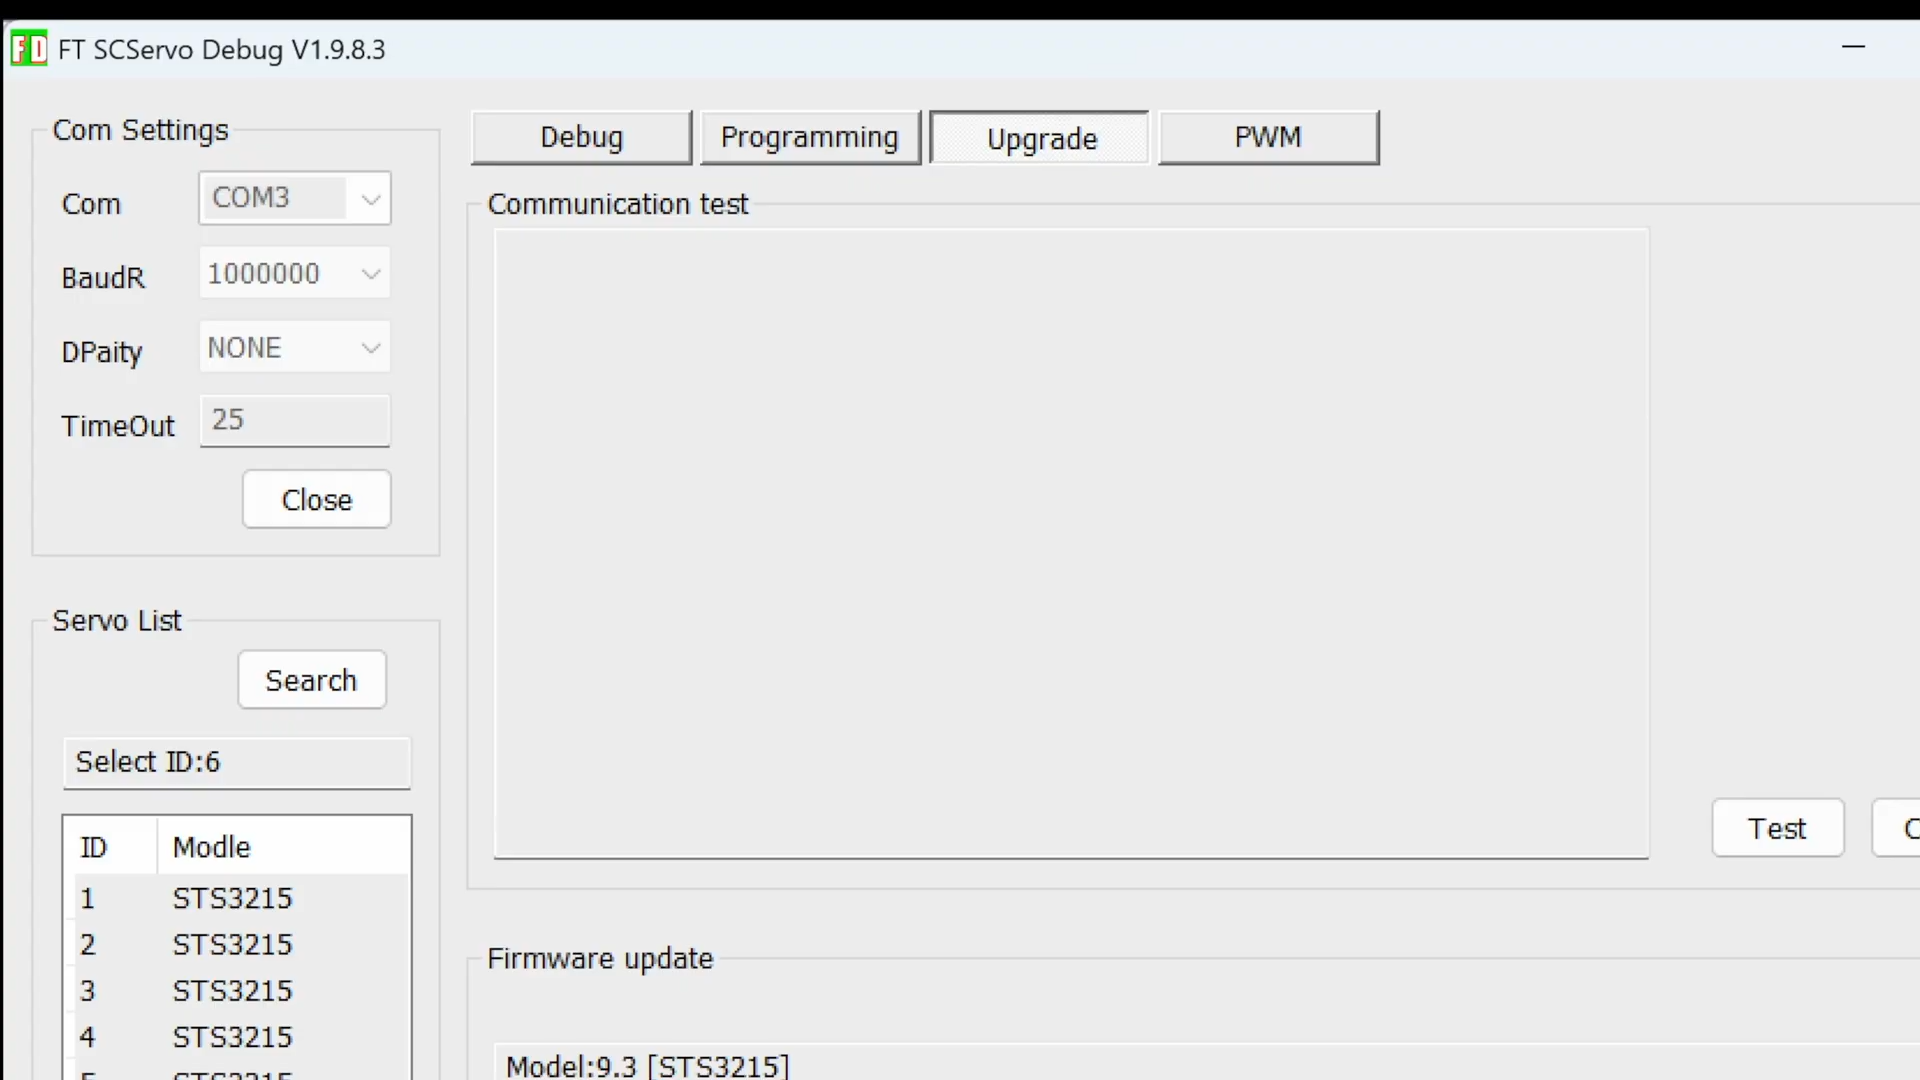 FD FT SCServo Debug V1.9.8.3
Com Settings
Com COM3
BaudR 1000000
DPaity NONE
TimeOut 25
Close
Servo List
Search
Select ID:6
ID Modle
1 STS3215
2 STS3215
3 STS3215
4 STS3215
Debug Programming Upgrade PWM
Communication test
Test
Firmware update
Model:9.3 [STS3215]